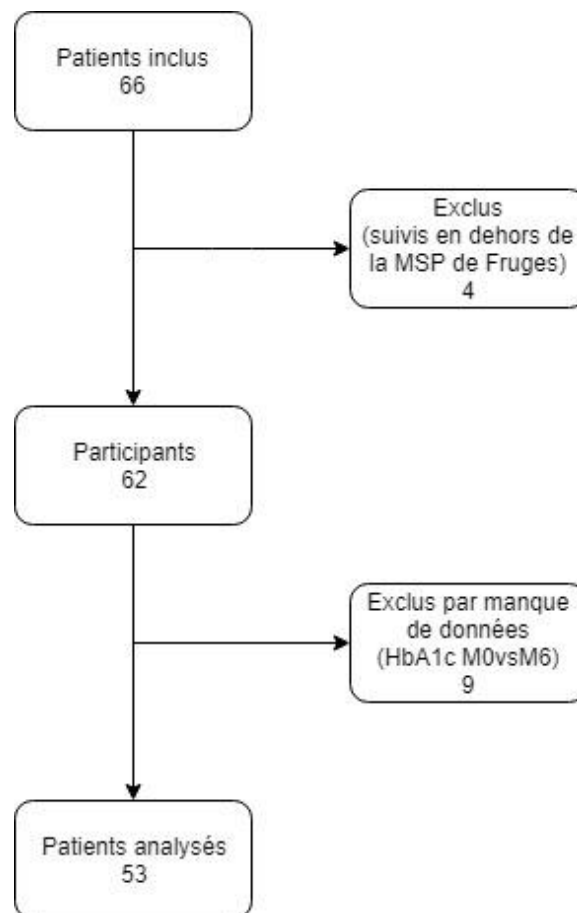 Patients inclus
66
Exclus
(suivis en dehors de
la MSP de Fruges)
4
Participants
62
Exclus par manque
de données
(HbA1c M0vsM6)
9
Patients analysés
53